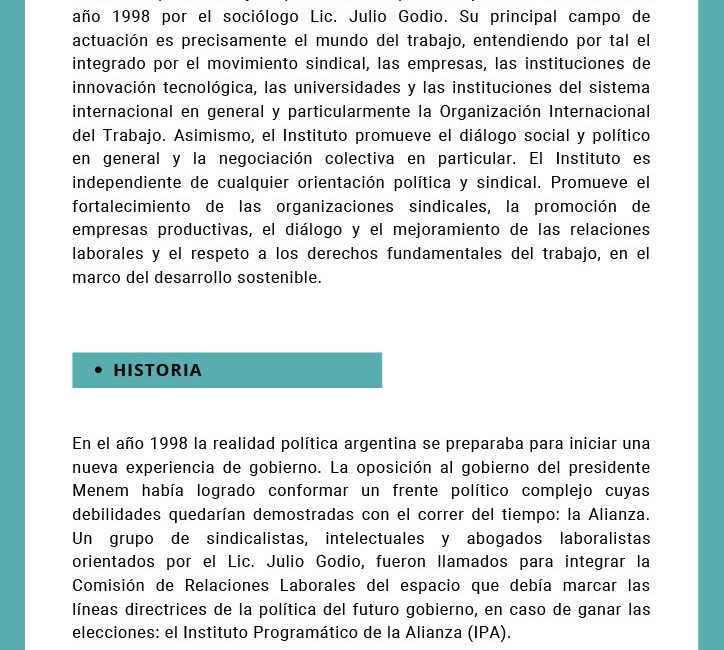 año 1998 por el sociólogo Lic. Julio Godio. Su principal campo de
actuación es precisamente el mundo del trabajo, entendiendo por tal el
integrado por el movimiento sindical, las empresas, las instituciones de
innovación tecnológica, las universidades y las instituciones del sistema
internacional en general y particularmente la Organización Internacional
del Trabajo. Asimismo, el Instituto promueve el diálogo social y político
en general y la negociación colectiva en particular. El Instituto es
independiente de cualquier orientación política y sindical. Promueve el
fortalecimiento de las organizaciones sindicales, la promoción de
empresas productivas, el diálogo y el mejoramiento de las relaciones
laborales y el respeto a los derechos fundamentales del trabajo, en el
marco del desarrollo sostenible.
• HISTORIA
En el año 1998 la realidad política argentina se preparaba para iniciar una
nueva experiencia de gobierno. La oposición al gobierno del presidente
Menem había logrado conformar un frente político complejo cuyas
debilidades quedarían demostradas con el correr del tiempo: la Alianza.
Un grupo de sindicalistas, intelectuales y abogados laboralistas
orientados por el Lic. Julio Godio, fueron llamados para integrar la
Comisión de Relaciones Laborales del espacio que debía marcar las
líneas directrices de la política del futuro gobierno, en caso de ganar las
elecciones: el Instituto Programático de la Alianza (IPA).